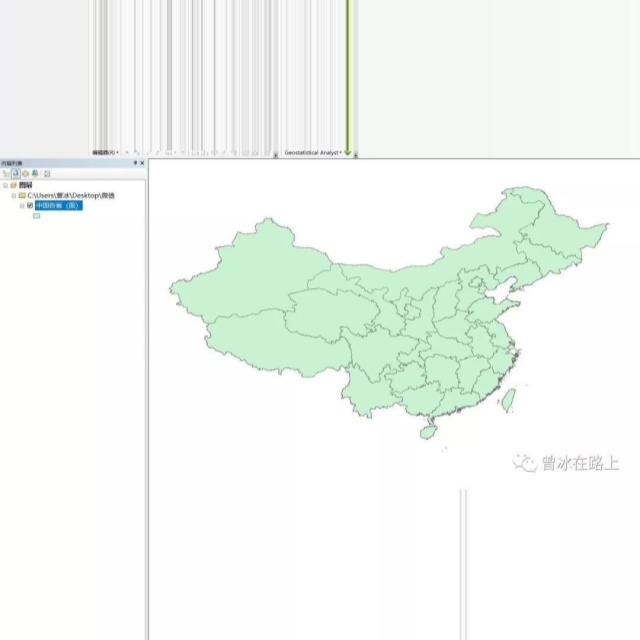 编辑器(R)
Geostatistical Analyst
内容列表
图层
C:\Users\曾冰\Desktop\微信
中国各省（面）
曾冰在路上